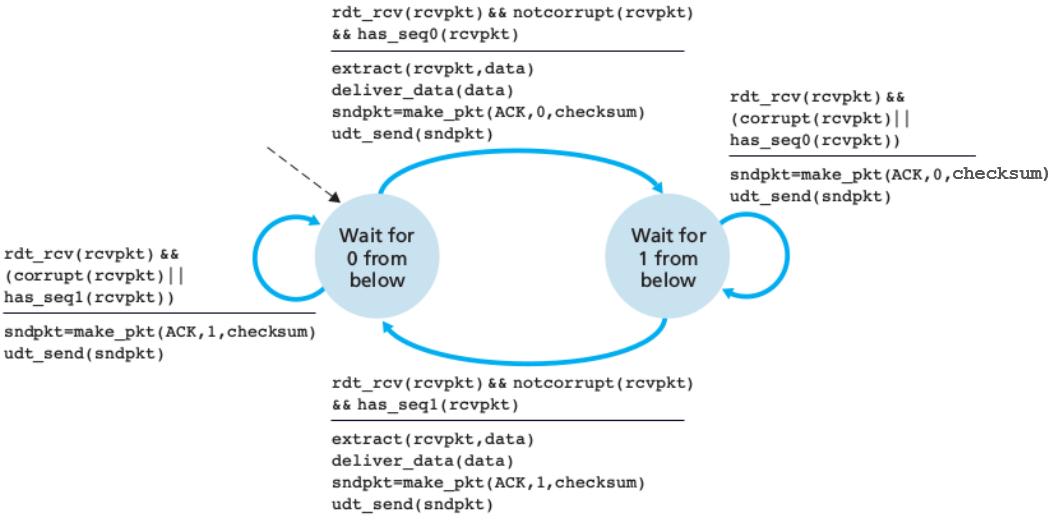 rdt_rcv(rcvpkt) && notcorrupt(rcvpkt)
&& has_seq0(rcvpkt)
extract(rcvpkt,data)
deliver_data(data)
sndpkt=make_pkt(ACK,0,checksum)
udt_send(sndpkt)
rdt_rcv(rcvpkt) &&
(corrupt(rcvpkt)||
has_seq0(rcvpkt))
sndpkt=make_pkt(ACK,0,checksum)
udt_send(sndpkt)
Wait for
0 from
below
Wait for
1 from
below
rdt_rcv(rcvpkt) &&
(corrupt(rcvpkt)||
has_seq1(rcvpkt))
sndpkt=make_pkt(ACK,1,checksum)
udt_send(sndpkt)
rdt_rcv(rcvpkt) && notcorrupt(rcvpkt)
&& has_seq1(rcvpkt)
extract(rcvpkt,data)
deliver_data(data)
sndpkt=make_pkt(ACK,1,checksum)
udt_send(sndpkt)